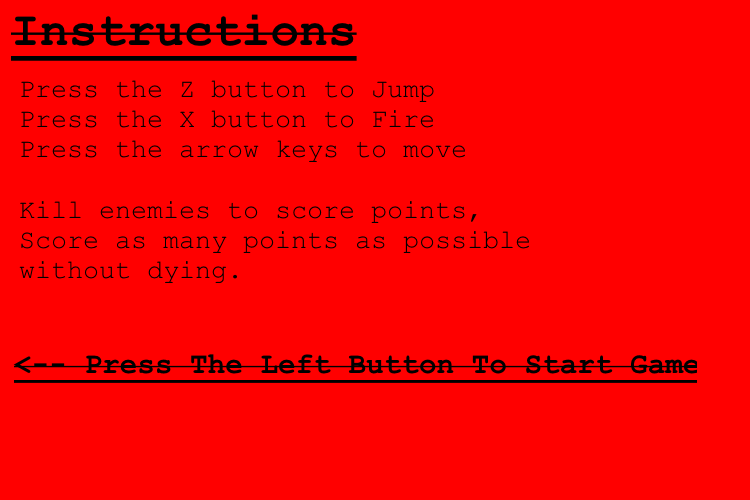 Instructions
Press the Z button to Jump
Press the X button to Fire
Press the arrow keys to move
Kill enemies to score points,
Score as many points as possible
without dying.
<-- Press The Left Button To Start Game